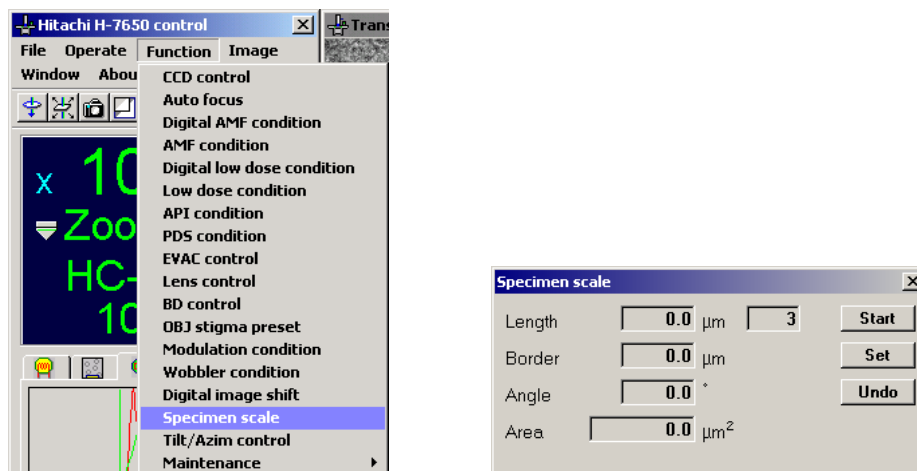 Hitachi H-7650 control
Trans
File Operate Function Image
Window Abou
CCD control
Auto focus
Digital AMF condition
AMF condition
Digital low dose condition
Low dose condition
API condition
PDS condition
EVAC control
Lens control
BD control
OBJ stigma preset
Modulation condition
Wobbler condition
Digital image shift
Specimen scale
Tilt/Azim control
Maintenance
x 10
Zoo
HC-
10
Specimen scale
Length 0.0 µm 3 Start
Border 0.0 µm Set
Angle 0.0 ° Undo
Area 0.0 µm²